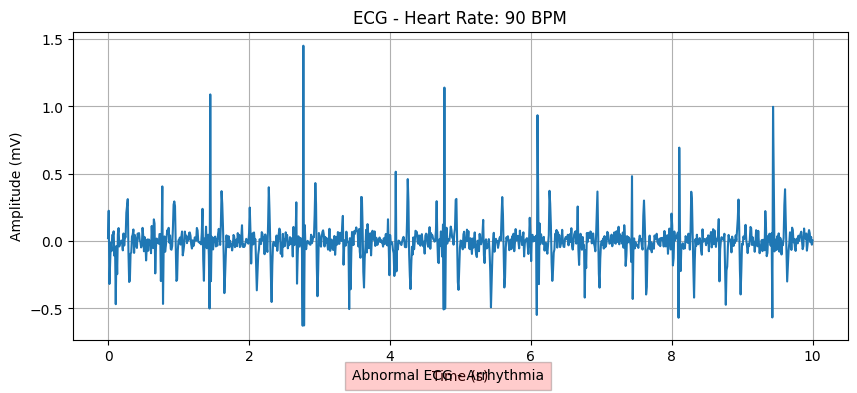 ECG - Heart Rate: 90 BPM
Amplitude (mV)
1.5
1.0
0.5
0.0
−0.5
0 2 4 6 8 10
Time (s)
Abnormal ECG - Arrhythmia